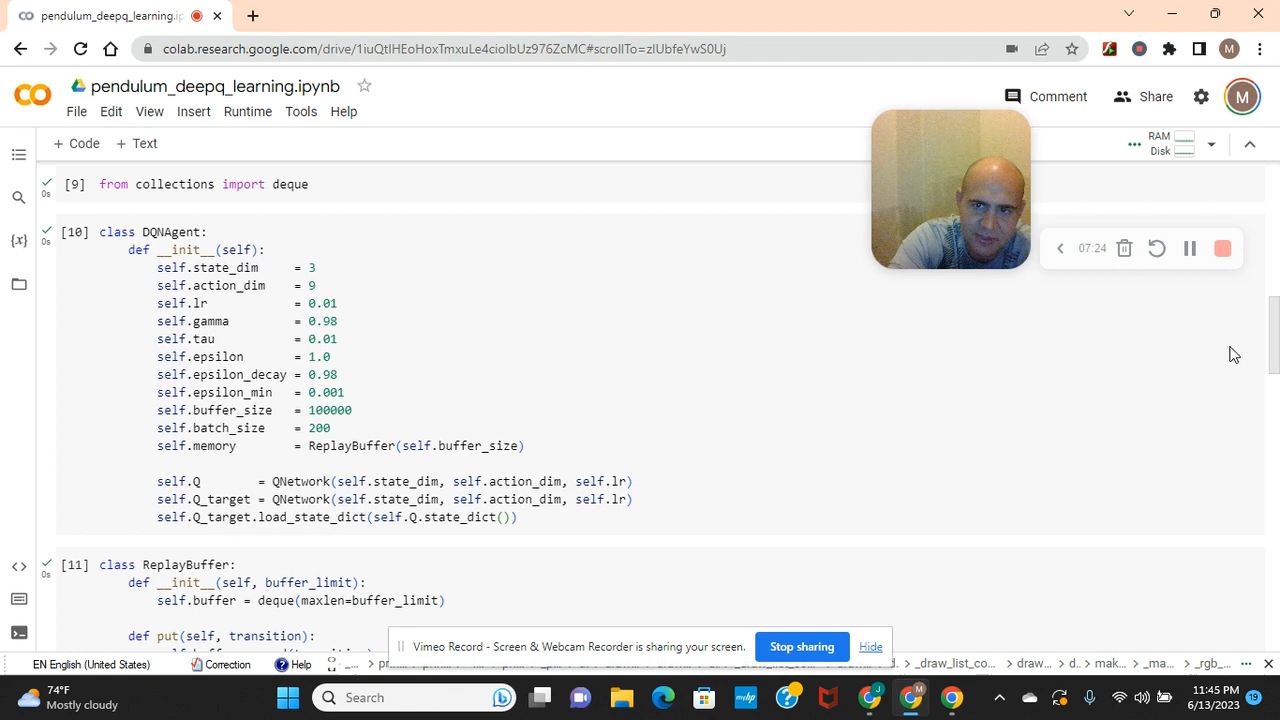 pendulum_deepq_learning.ip
colab.research.google.com/drive/1iuQtIHEoHoxTmxuLe4cioIbUz976ZcMC#scrollTo=zIUbfeYwS0Uj
M
pendulum_deepq_learning.ipynb
File Edit View Insert Runtime Tools Help
Comment Share M
+ Code + Text
RAM
Disk
[9] from collections import deque
0s
[10] class DQNAgent:
0s
def __init__(self):
self.state_dim = 3
self.action_dim = 9
self.lr = 0.01
self.gamma = 0.98
self.tau = 0.01
self.epsilon = 1.0
self.epsilon_decay = 0.98
self.epsilon_min = 0.001
self.buffer_size = 100000
self.batch_size = 200
self.memory = ReplayBuffer(self.buffer_size)
self.Q = QNetwork(self.state_dim, self.action_dim, self.lr)
self.Q_target = QNetwork(self.state_dim, self.action_dim, self.lr)
self.Q_target.load_state_dict(self.Q.state_dict())
07:24
[11] class ReplayBuffer:
0s
def __init__(self, buffer_limit):
self.buffer = deque(maxlen=buffer_limit)
def put(self, transition):
Vimeo Record - Screen & Webcam Recorder is sharing your screen. Stop sharing Hide
EN English (United States) Correction Help
_draw_list_co... draw... d.. mak... _ma... _rgb_...
74°F
Mostly cloudy
Search
11:45 PM
6/13/2023
19